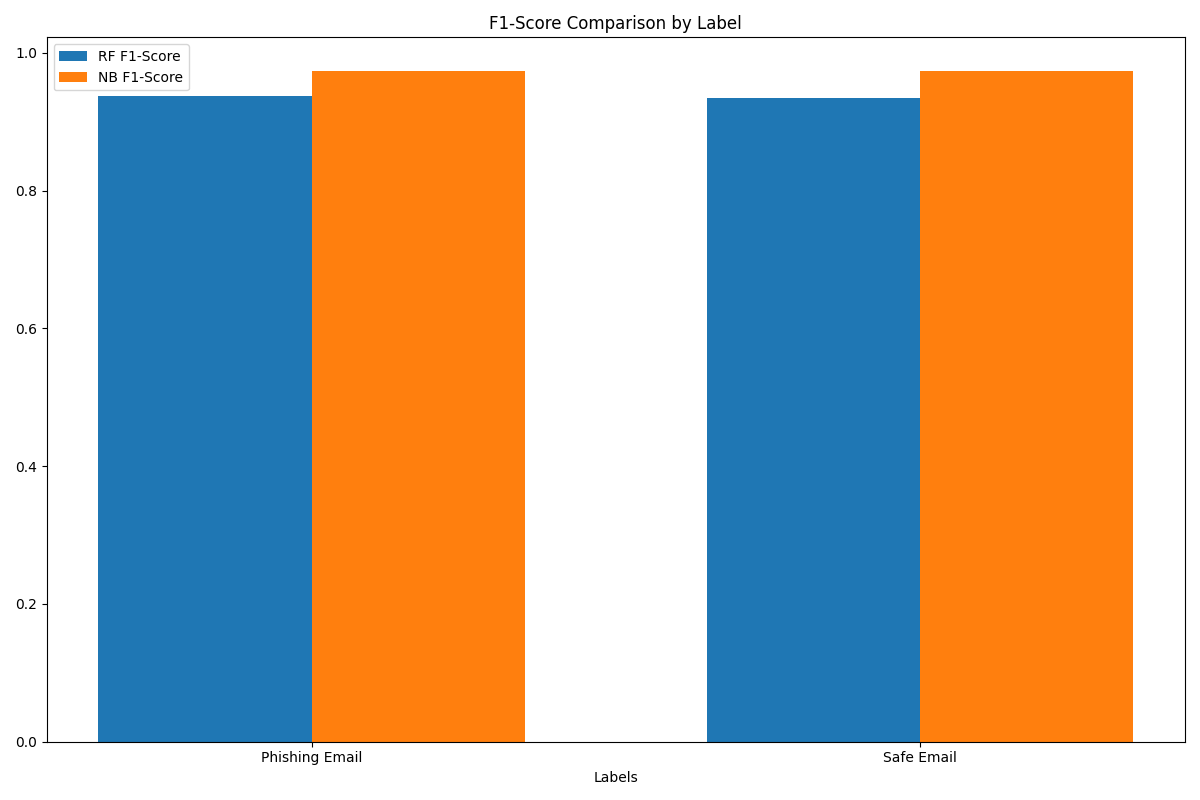 F1-Score Comparison by Label
RF F1-Score
NB F1-Score
1.0
0.8
0.6
0.4
0.2
0.0
Phishing Email
Safe Email
Labels